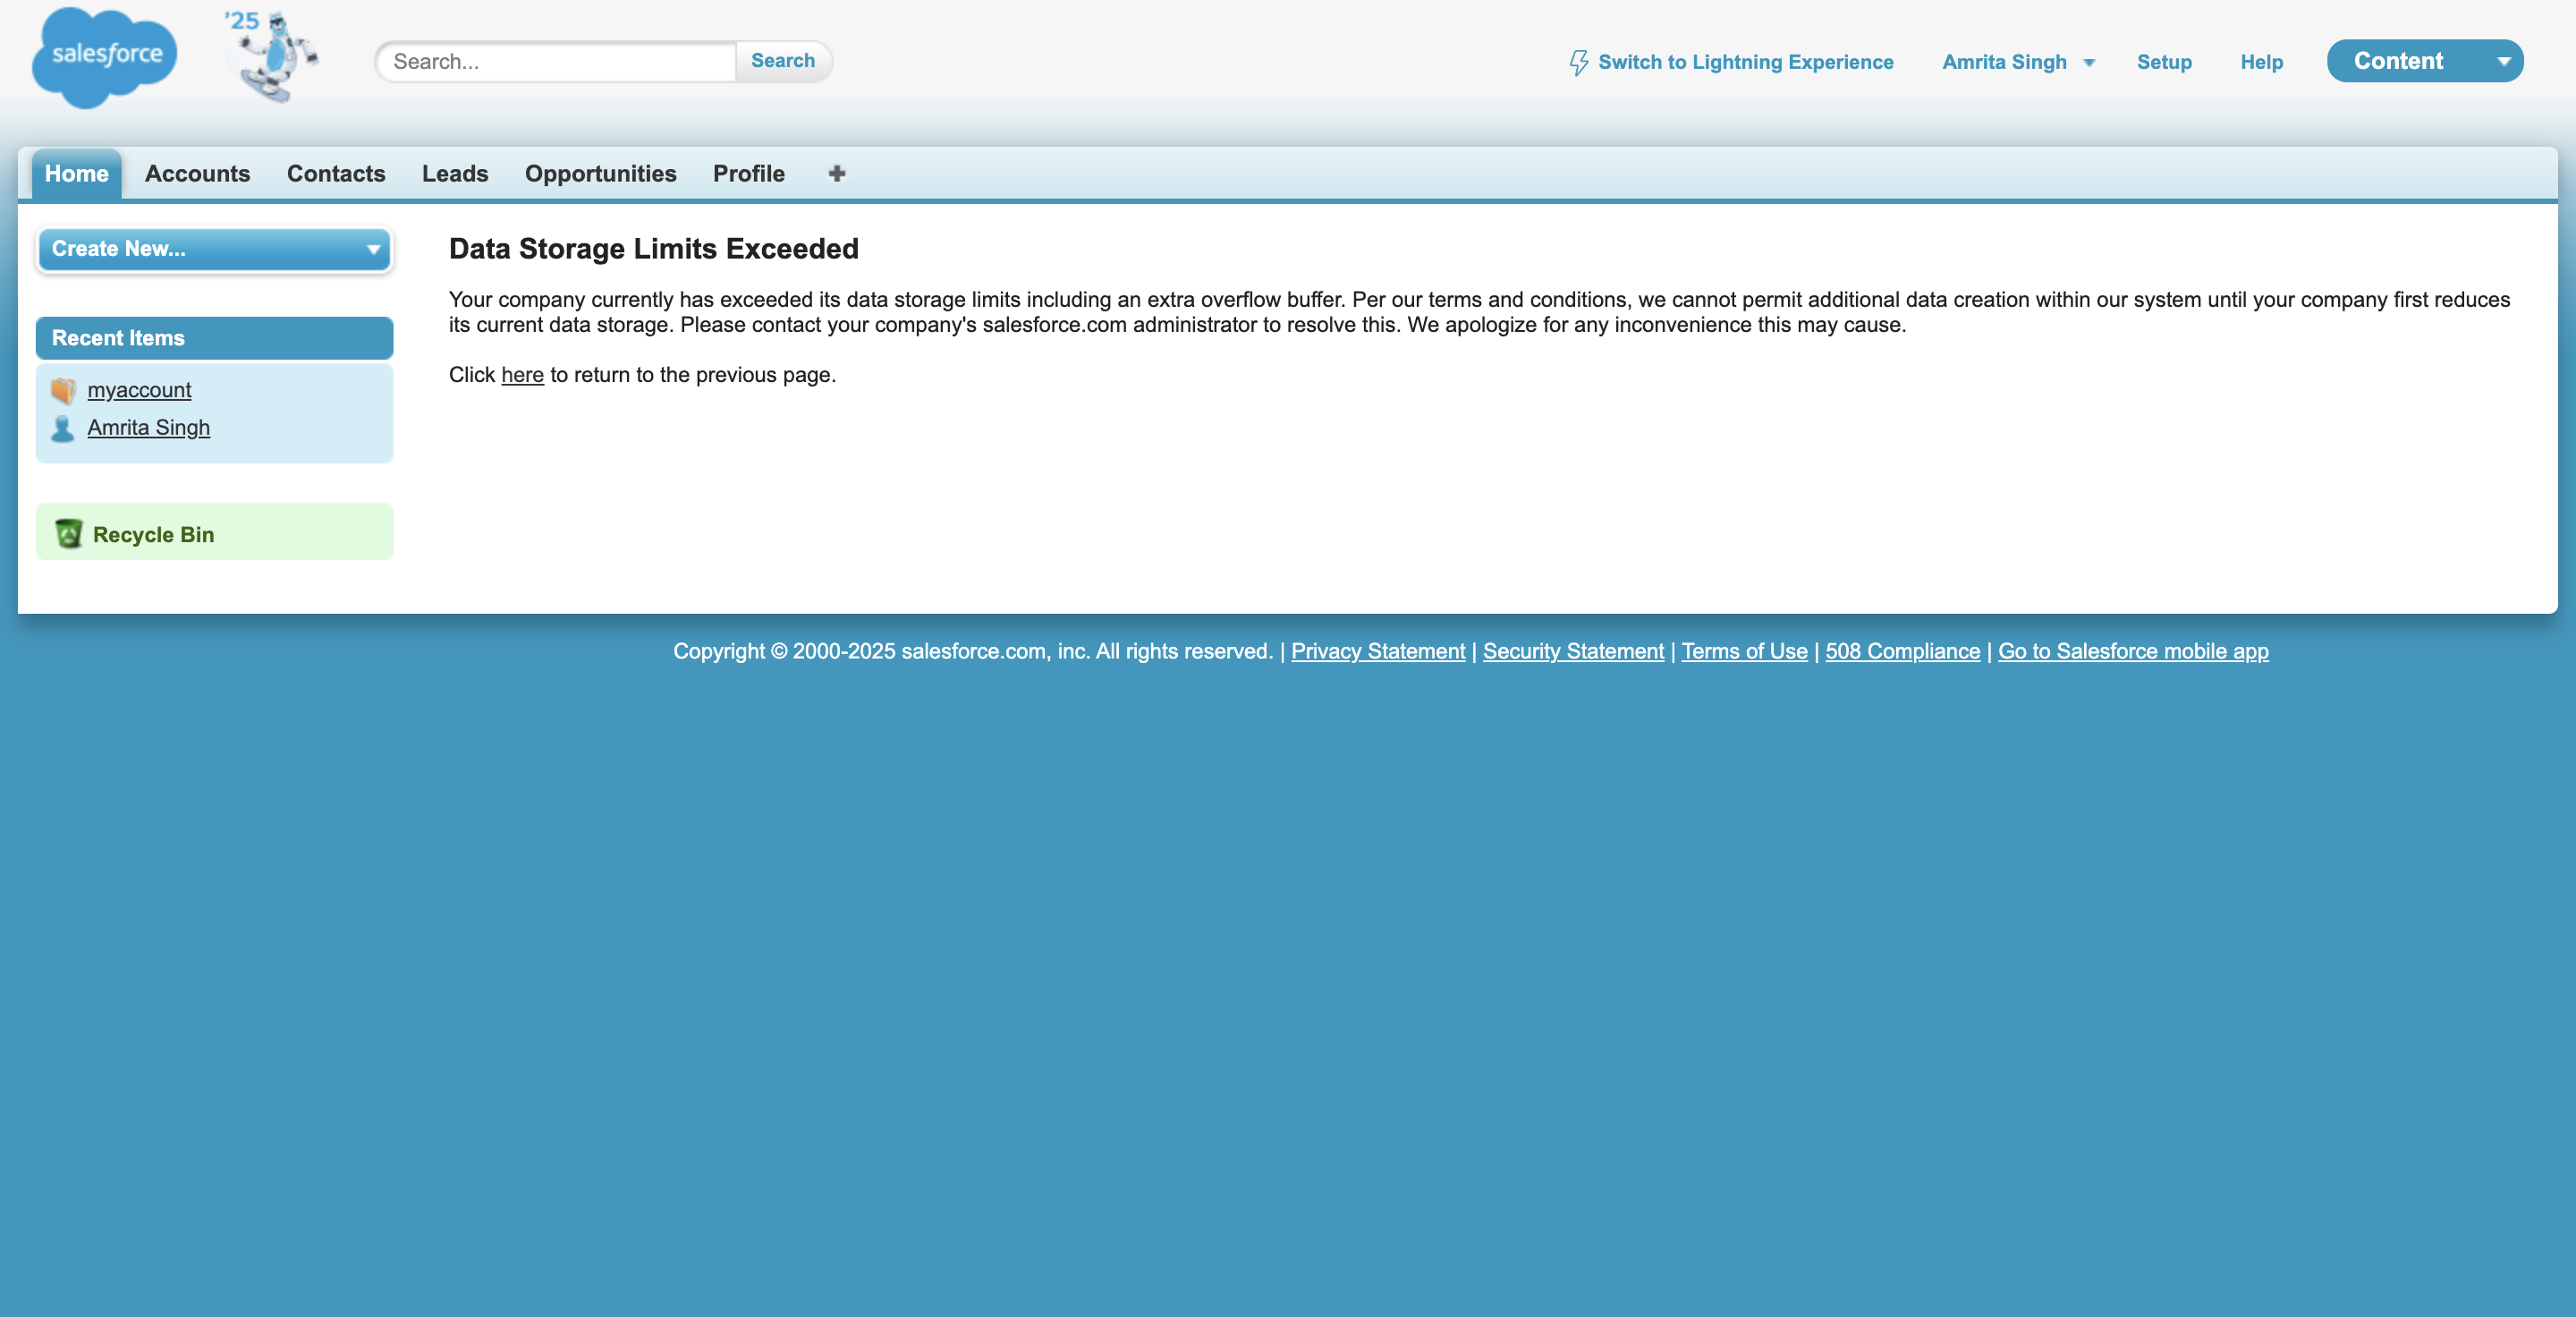 salesforce
'25
Search...
Search
Switch to Lightning Experience
Amrita Singh
Setup
Help
Content
Home
Accounts
Contacts
Leads
Opportunities
Profile
Create New...
Recent Items
myaccount
Amrita Singh
Recycle Bin
Data Storage Limits Exceeded
Your company currently has exceeded its data storage limits including an extra overflow buffer. Per our terms and conditions, we cannot permit additional data creation within our system until your company first reduces
its current data storage. Please contact your company's salesforce.com administrator to resolve this. We apologize for any inconvenience this may cause.
Click here to return to the previous page.
Copyright © 2000-2025 salesforce.com, inc. All rights reserved. | Privacy Statement | Security Statement | Terms of Use | 508 Compliance | Go to Salesforce mobile app